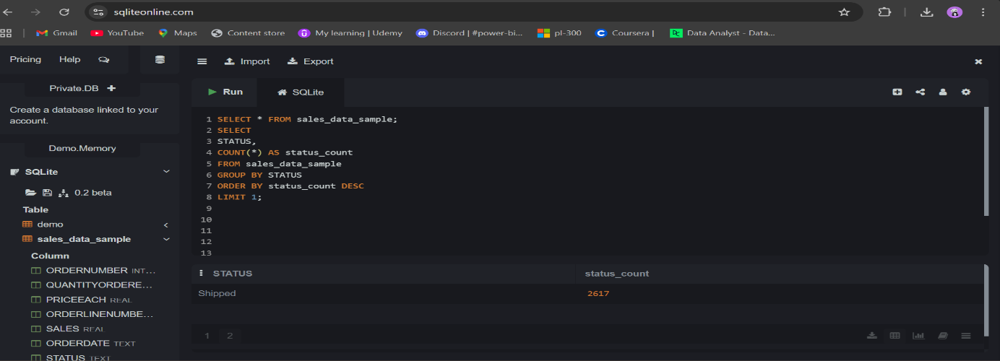 sqliteonline.com
Gmail YouTube Maps Content store My learning | Udemy Discord | #power-bi... pl-300 Coursera | Data Analyst - Data...
Pricing Help Import Export
Private.DB
Run SQLite
Create a database linked to your
account.
Demo.Memory
SQLite
0.2 beta
Table
demo
sales_data_sample
Column
ORDERNUMBER INT...
QUANTITYORDERE...
PRICEEACH REAL
ORDERLINENUMBE...
SALES REAL
ORDERDATE TEXT
STATUS TEXT
1 SELECT * FROM sales_data_sample;
2 SELECT
3 STATUS,
4 COUNT(*) AS status_count
5 FROM sales_data_sample
6 GROUP BY STATUS
7 ORDER BY status_count DESC
8 LIMIT 1;
9
10
11
12
13
STATUS status_count
Shipped 2617
1 2